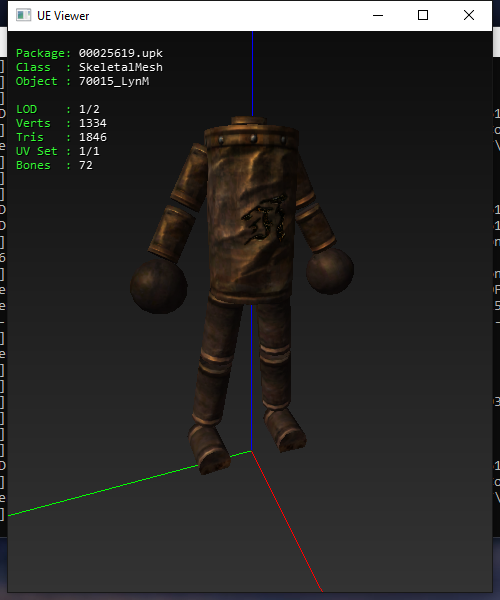 UE Viewer
Package: 00025619.upk
Class : SkeletalMesh
Object : 70015_LynM
LOD : 1/2
Verts : 1334
Tris : 1846
UV Set : 1/1
Bones : 72